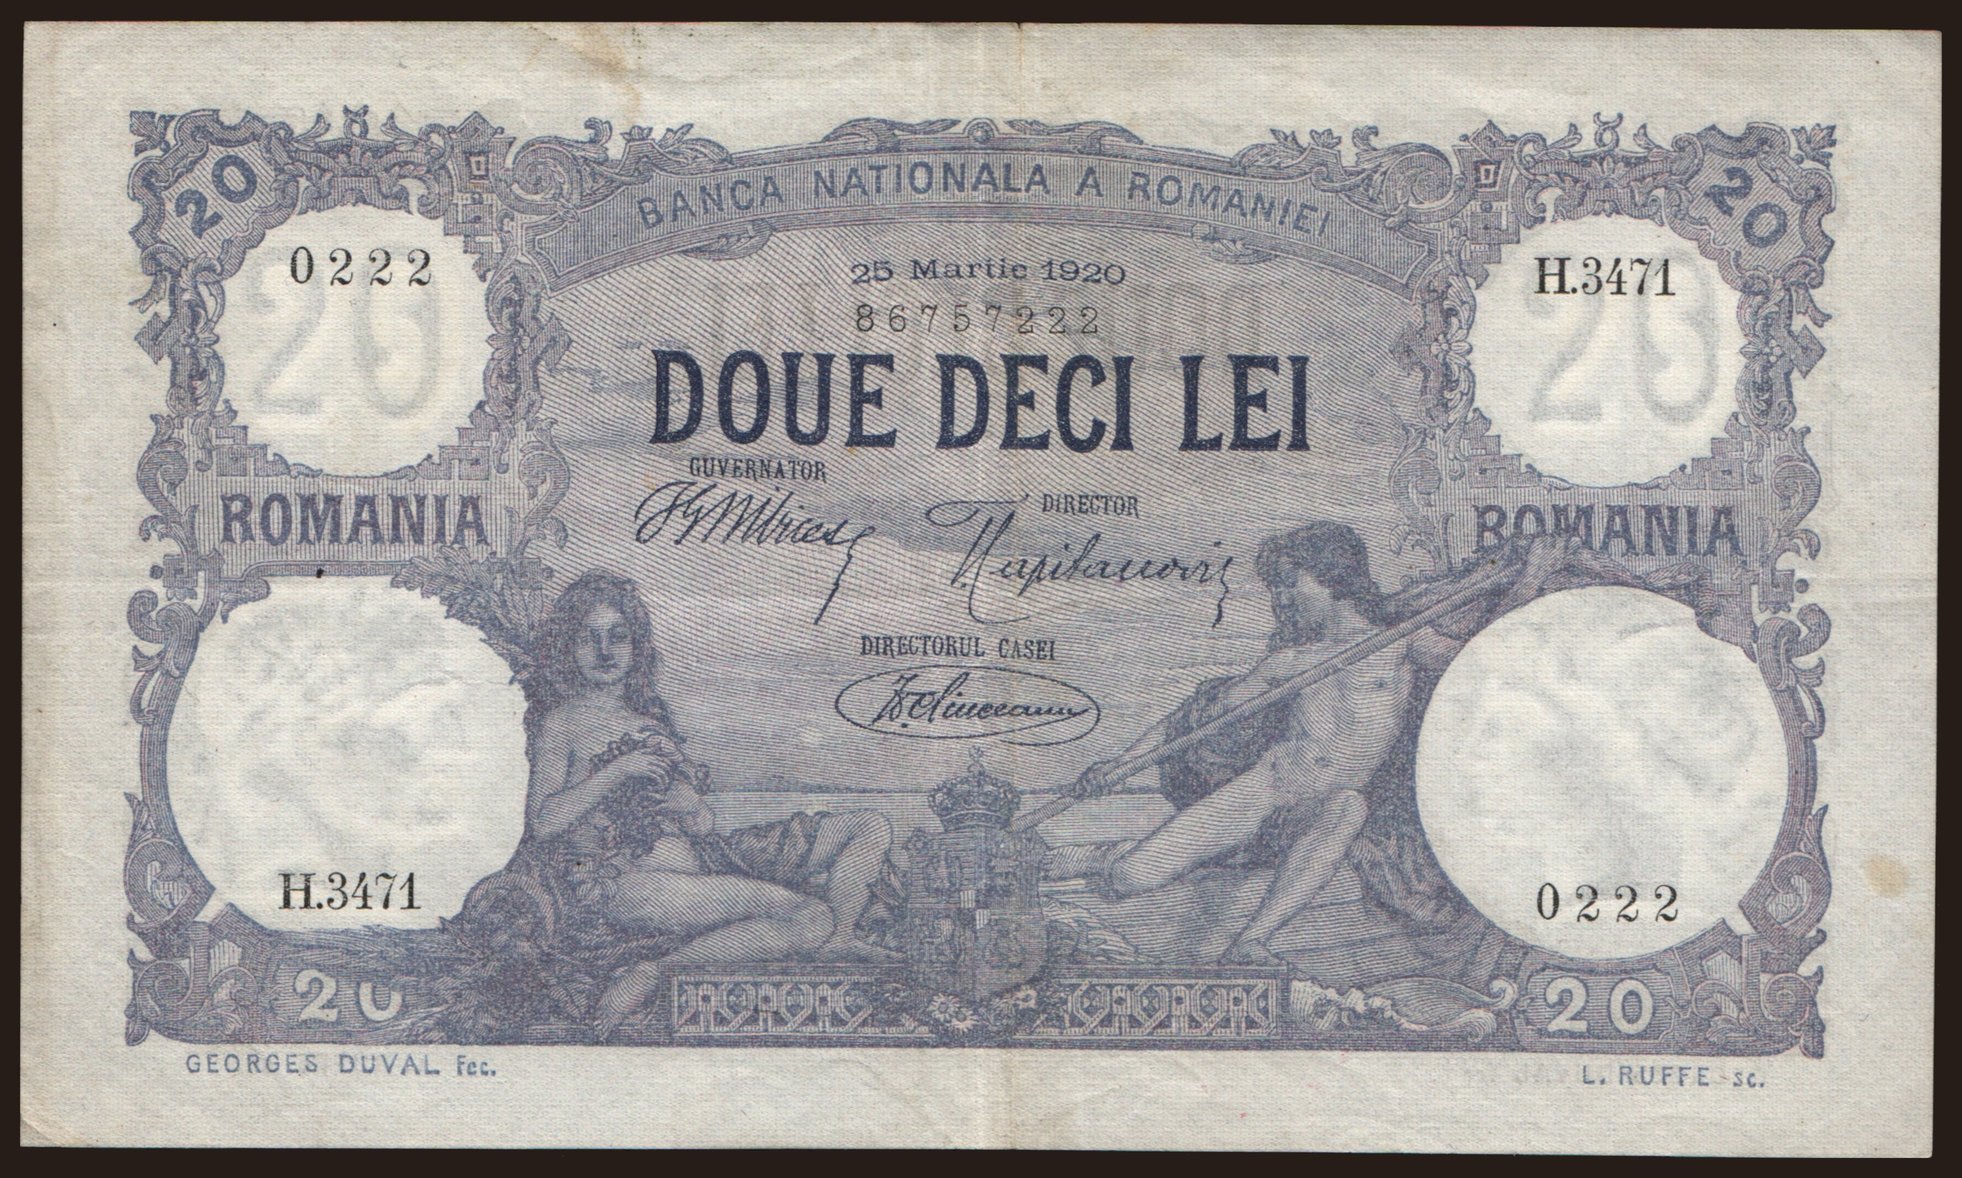 20
20
BANCA NATIONALA A ROMANIEI
0222
H.3471
25 Martie 1920
86757222
DOUE DECI LEI
GUVERNATOR
DIRECTOR
ROMANIA
ROMANIA
DIRECTORUL CASEI
H.3471
0222
20
20
GEORGES DUVAL Fec.
L. RUFFE sc.